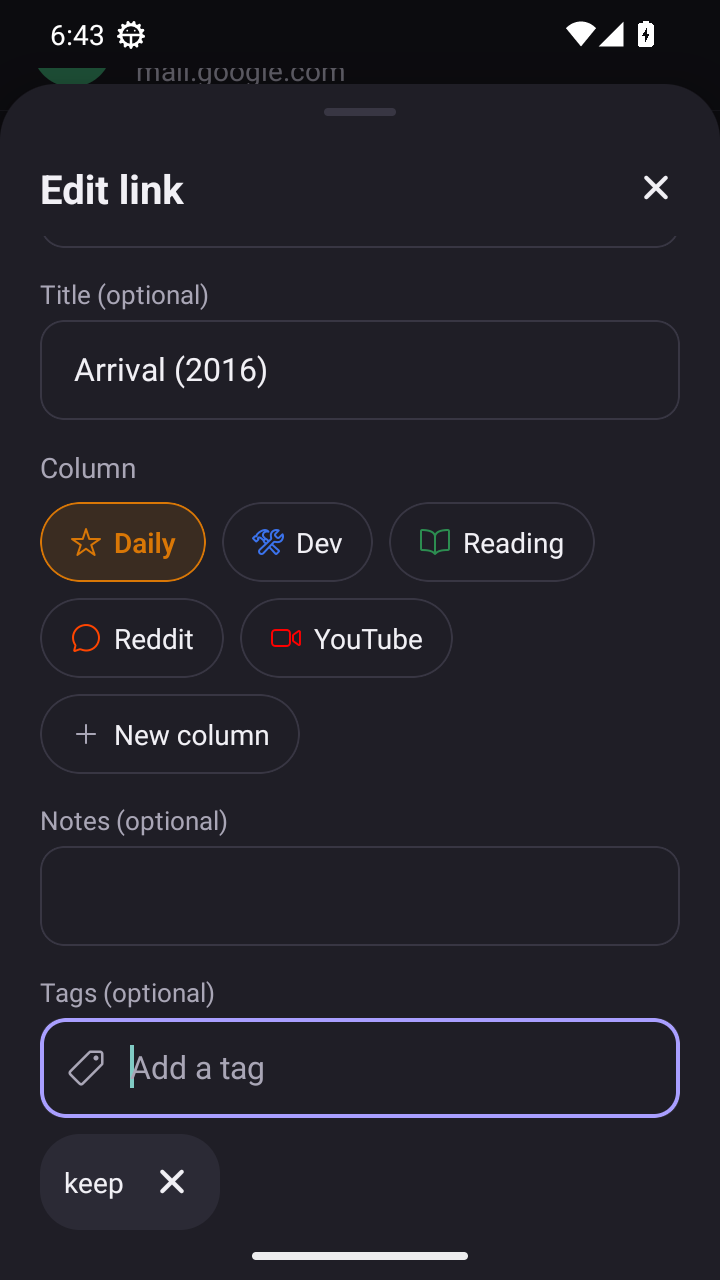 6:43
mail.google.com
Edit link
Title (optional)
Arrival (2016)
Column
Daily
Dev
Reading
Reddit
YouTube
New column
Notes (optional)
Tags (optional)
Add a tag
keep